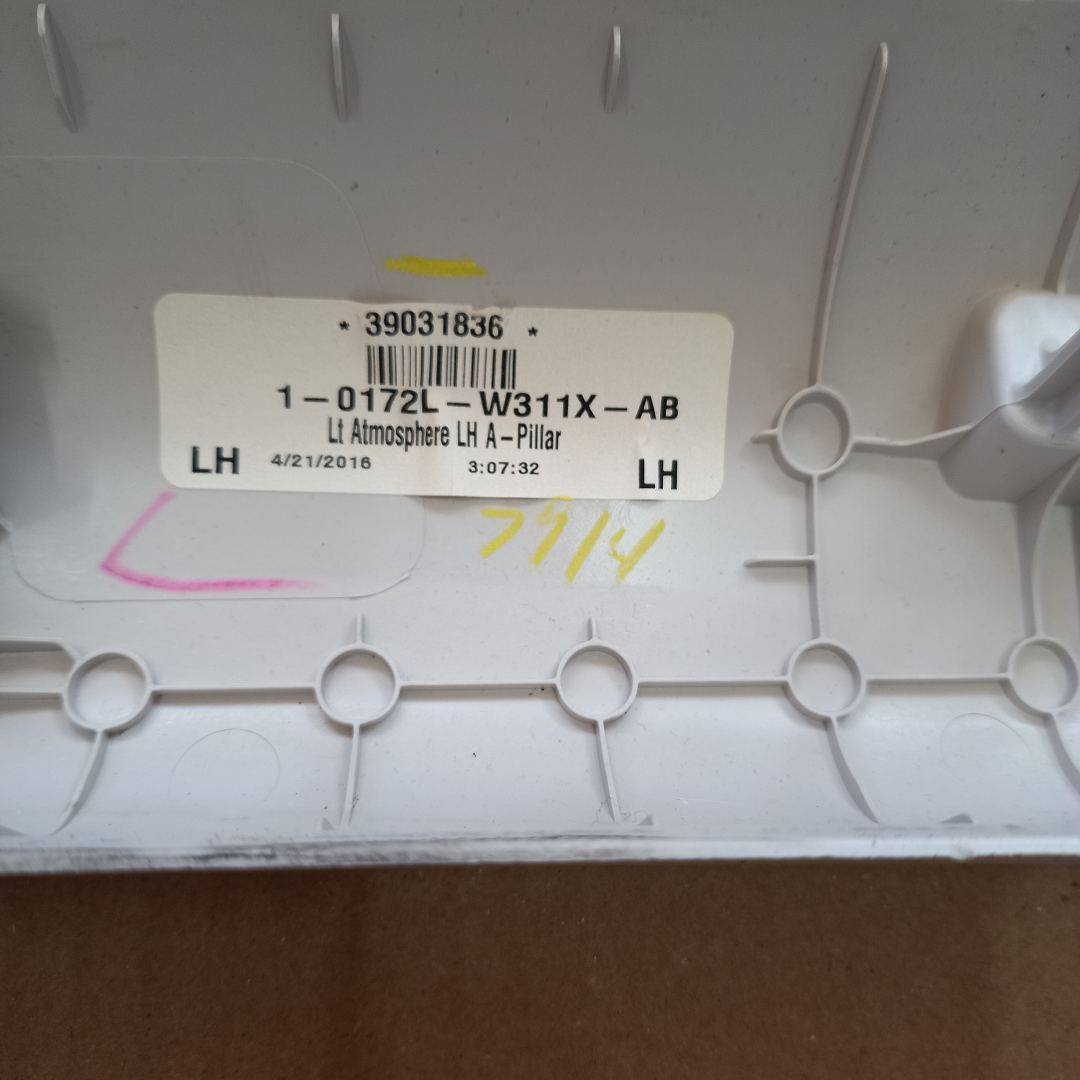 * 39031836 *
1-0172L-W311X-AB
Lt Atmosphere LH A-Pillar
LH 4/21/2016 3:07:32 LH